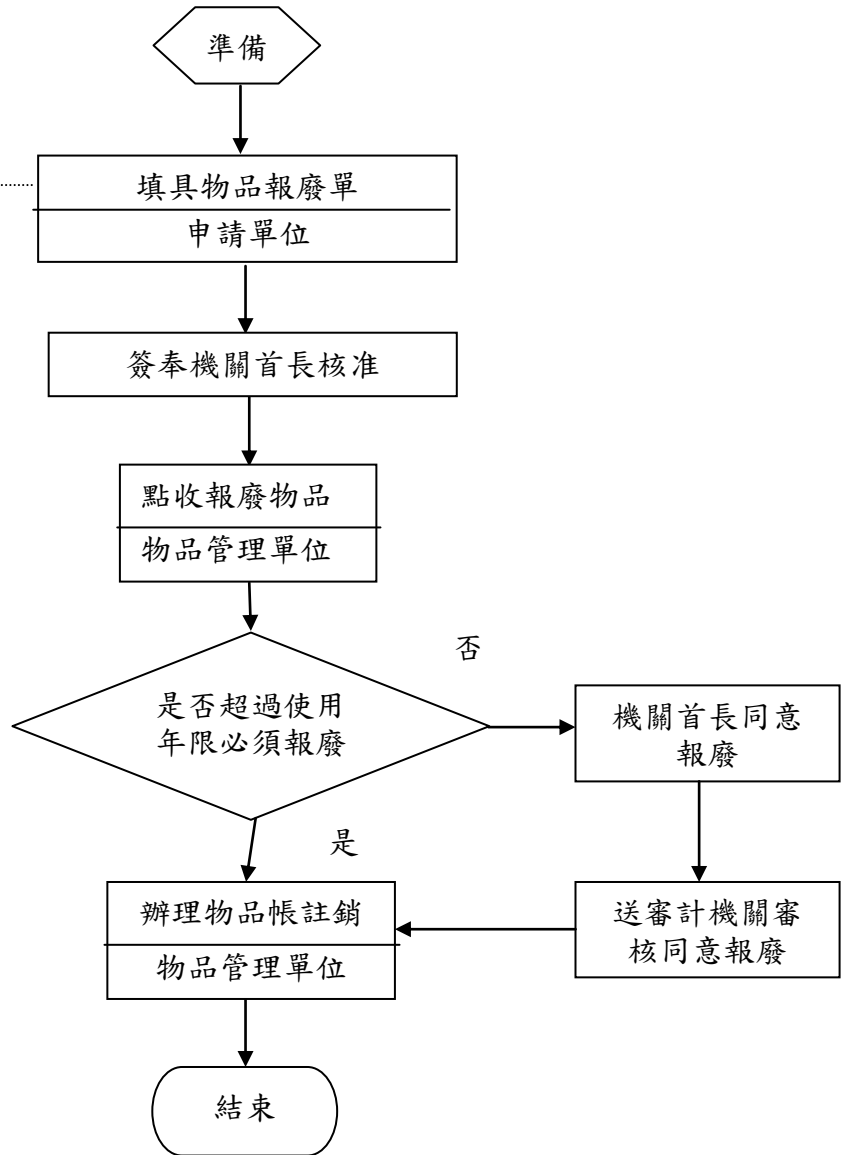 準備
填具物品報廢單
申請單位
簽奉機關首長核准
點收報廢物品
物品管理單位
否
是否超過使用
年限必須報廢
機關首長同意
報廢
是
辦理物品帳註銷
物品管理單位
送審計機關審
核同意報廢
結束